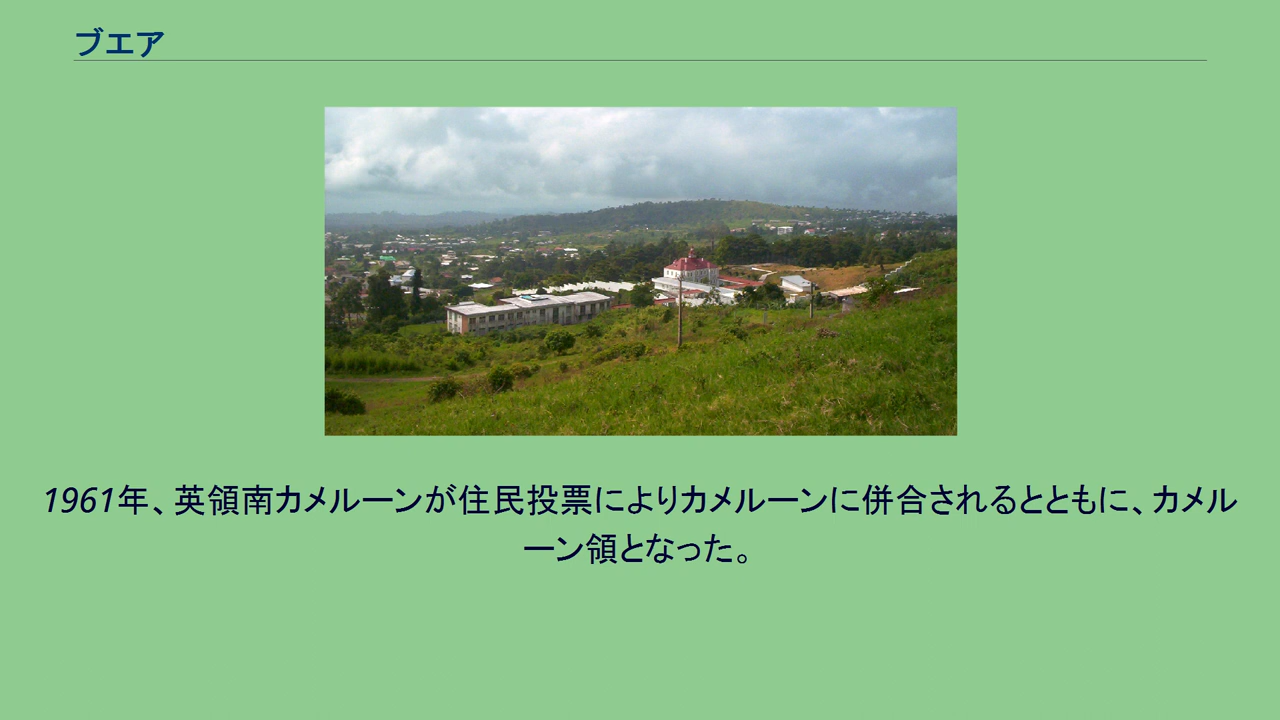 ブエア
1961年、英領南カメルーンが住民投票によりカメルーンに併合されるとともに、カメル
ーン領となった。